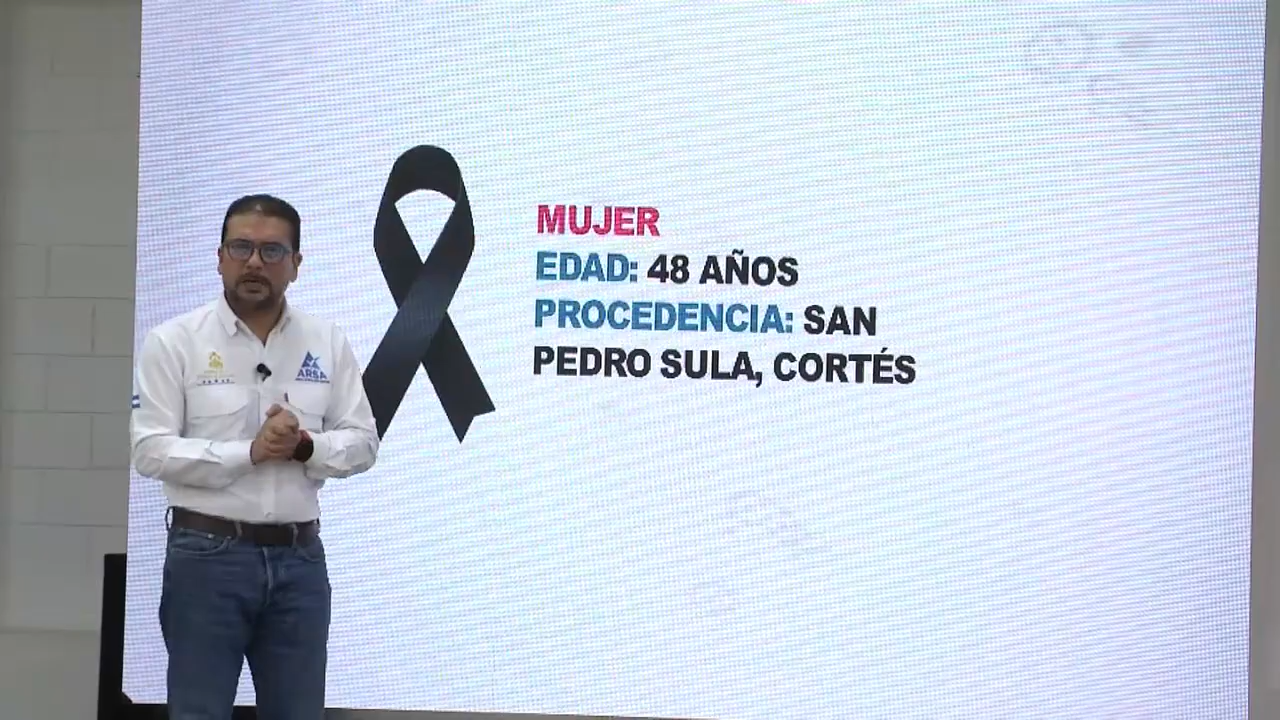 MUJER
EDAD: 48 AÑOS
PROCEDENCIA: SAN
PEDRO SULA, CORTÉS
ARSA